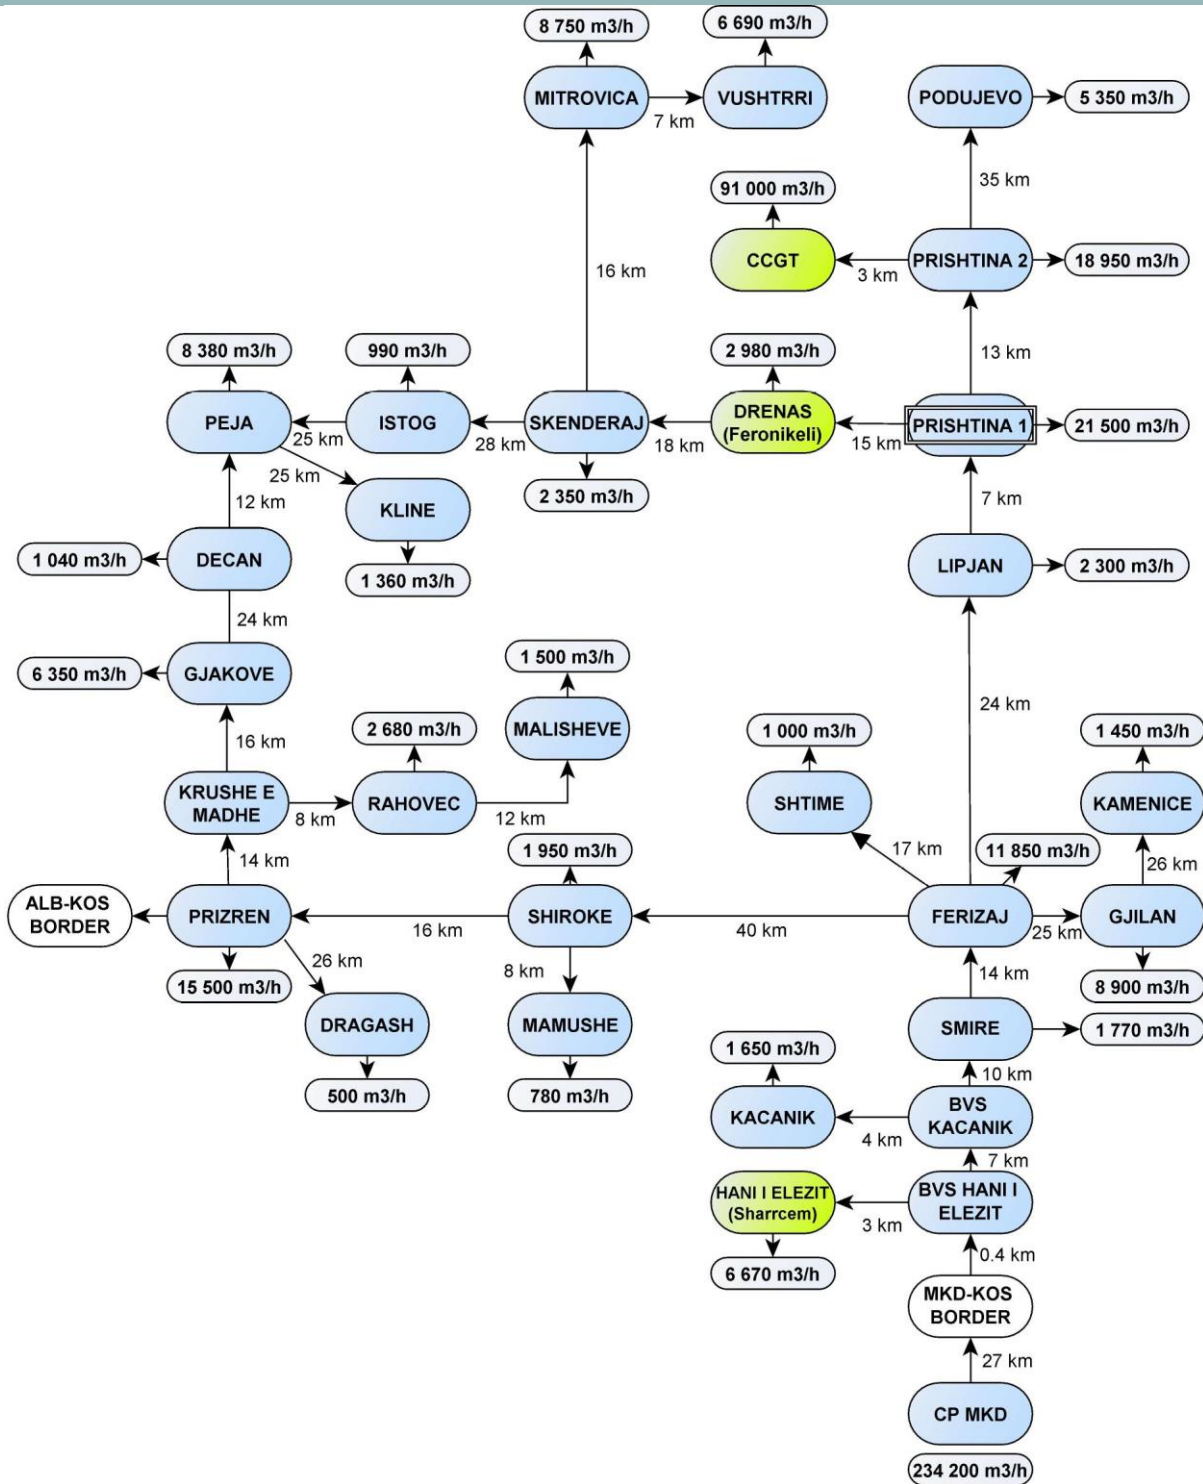 8 750 m3/h
6 690 m3/h
MITROVICA
7 km
VUSHTRRI
PODUJEVO
5 350 m3/h
35 km
91 000 m3/h
CCGT
3 km
PRISHTINA 2
18 950 m3/h
16 km
13 km
8 380 m3/h
990 m3/h
2 980 m3/h
PEJA
25 km
ISTOG
28 km
SKENDERAJ
18 km
DRENAS
(Feronikeli)
15 km
PRISHTINA 1
21 500 m3/h
25 km
2 350 m3/h
12 km
KLINE
7 km
1 040 m3/h
DECAN
1 360 m3/h
LIPJAN
2 300 m3/h
24 km
6 350 m3/h
GJAKOVE
1 500 m3/h
MALISHEVE
24 km
16 km
2 680 m3/h
1 000 m3/h
1 450 m3/h
KRUSHE E
MADHE
8 km
RAHOVEC
12 km
SHTIME
KAMENICE
14 km
1 950 m3/h
17 km
11 850 m3/h
26 km
ALB-KOS
BORDER
PRIZREN
16 km
SHIROKE
40 km
FERIZAJ
25 km
GJILAN
26 km
8 km
14 km
15 500 m3/h
8 900 m3/h
DRAGASH
MAMUSHE
SMIRE
1 770 m3/h
1 650 m3/h
10 km
500 m3/h
780 m3/h
KACANIK
4 km
BVS
KACANIK
7 km
HANI I ELEZIT
(Sharrcem)
3 km
BVS HANI I
ELEZIT
6 670 m3/h
0.4 km
MKD-KOS
BORDER
27 km
CP MKD
234 200 m3/h